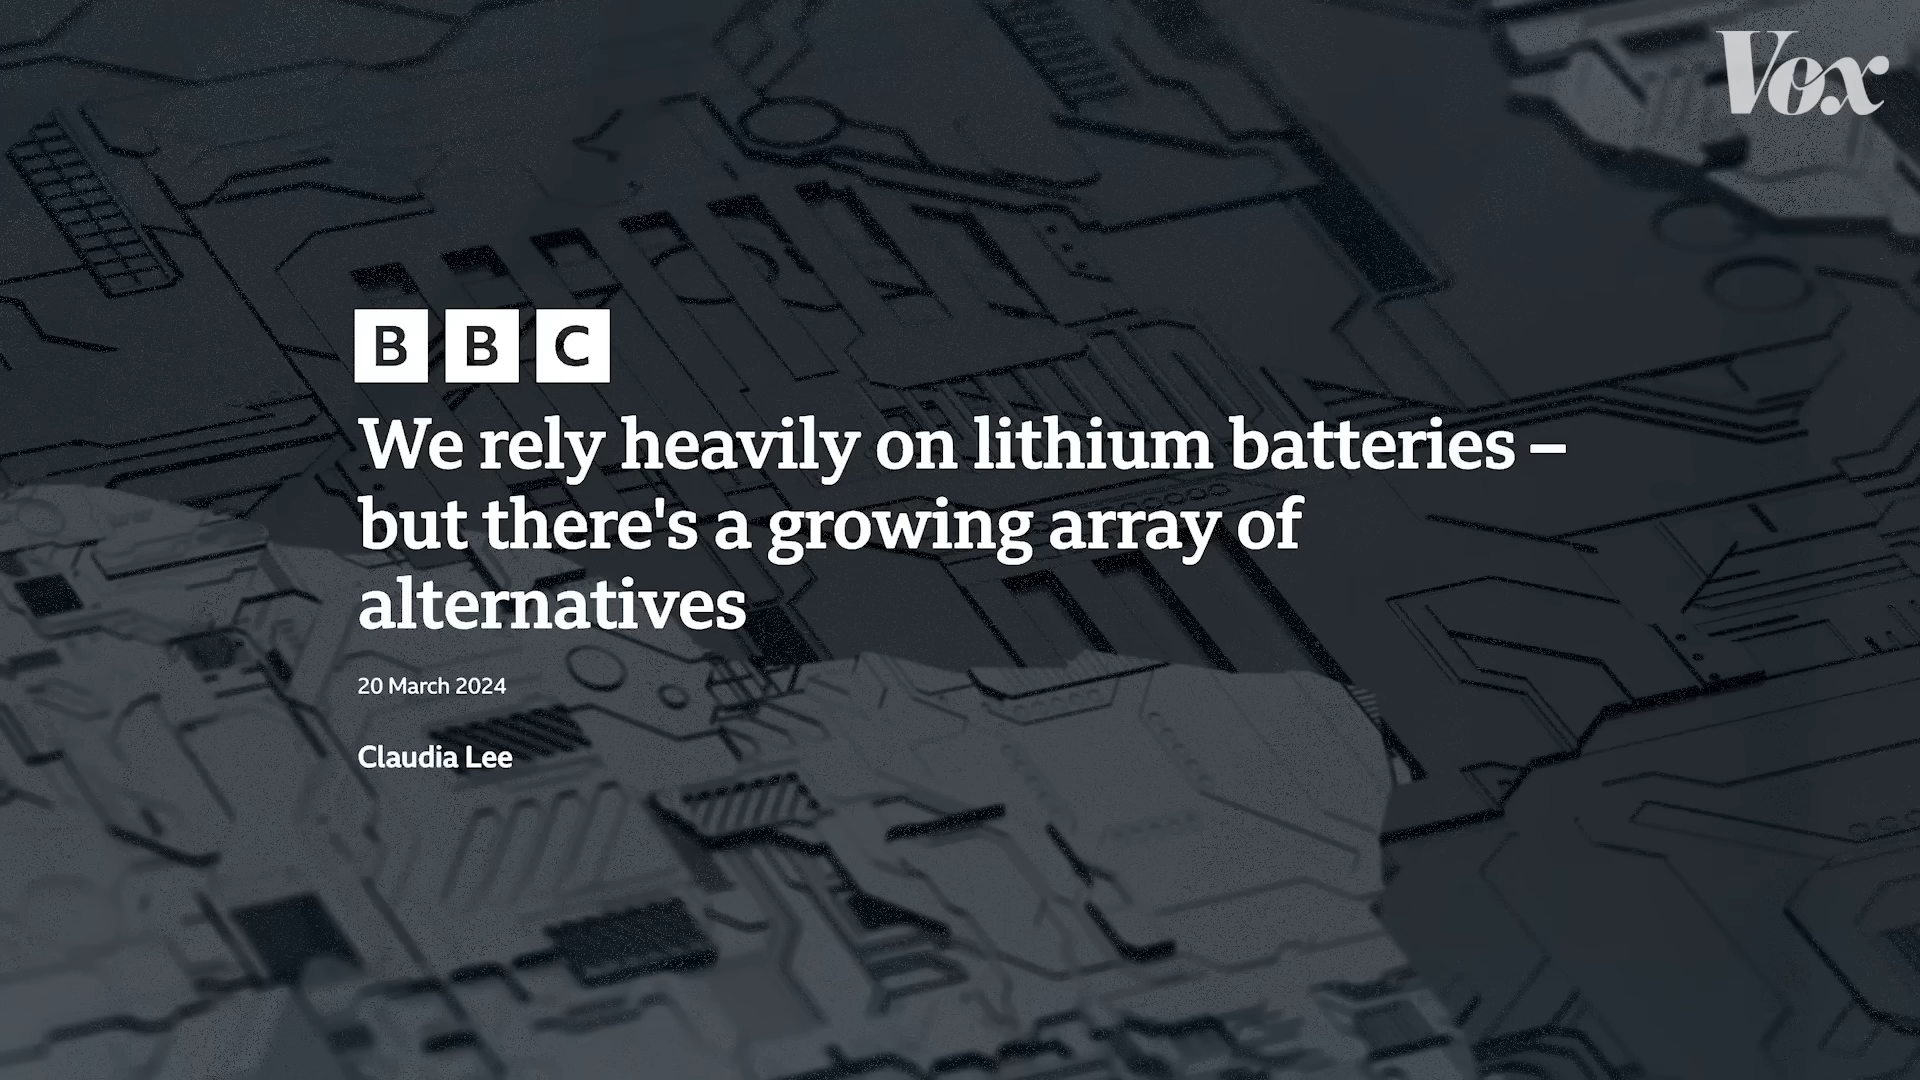 Vox
BBC
We rely heavily on lithium batteries –
but there's a growing array of
alternatives
20 March 2024
Claudia Lee